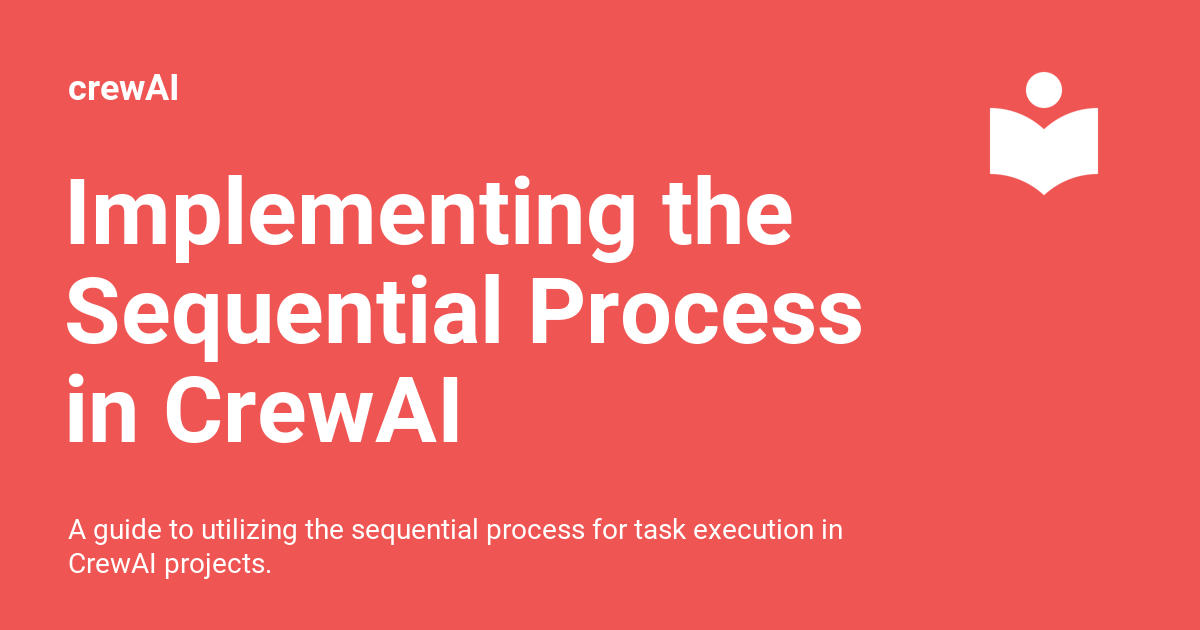 crewAI
Implementing the
Sequential Process
in CrewAI
A guide to utilizing the sequential process for task execution in
CrewAI projects.